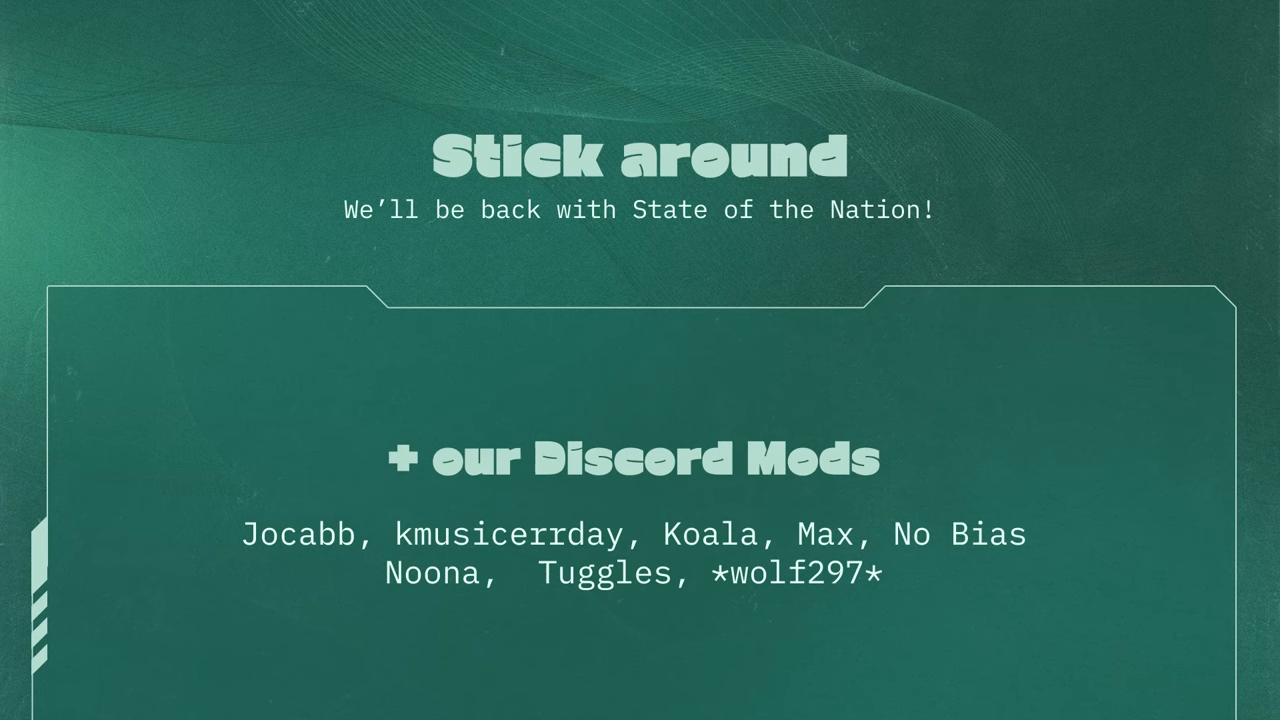 Stick around
We’ll be back with State of the Nation!
+ our Discord Mods
Jocabb, kmusicerrday, Koala, Max, No Bias
Noona,  Tuggles, *wolf297*